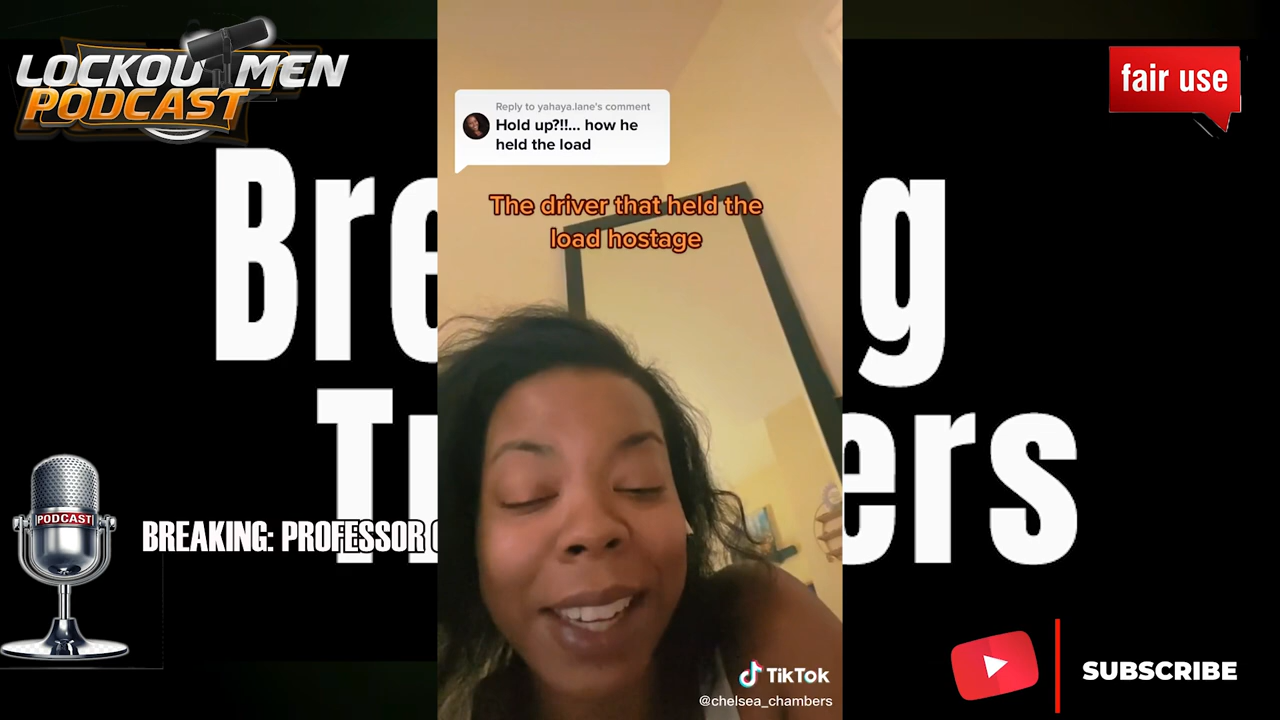 LOCKOU MEN
PODCAST
fair use
Reply to yahaya.lane's comment
Hold up?!!... how he
held the load
The driver that held the
load hostage
Bre g
Tr ers
PODCAST
BREAKING: PROFESSOR
TikTok
@chelsea_chambers
SUBSCRIBE